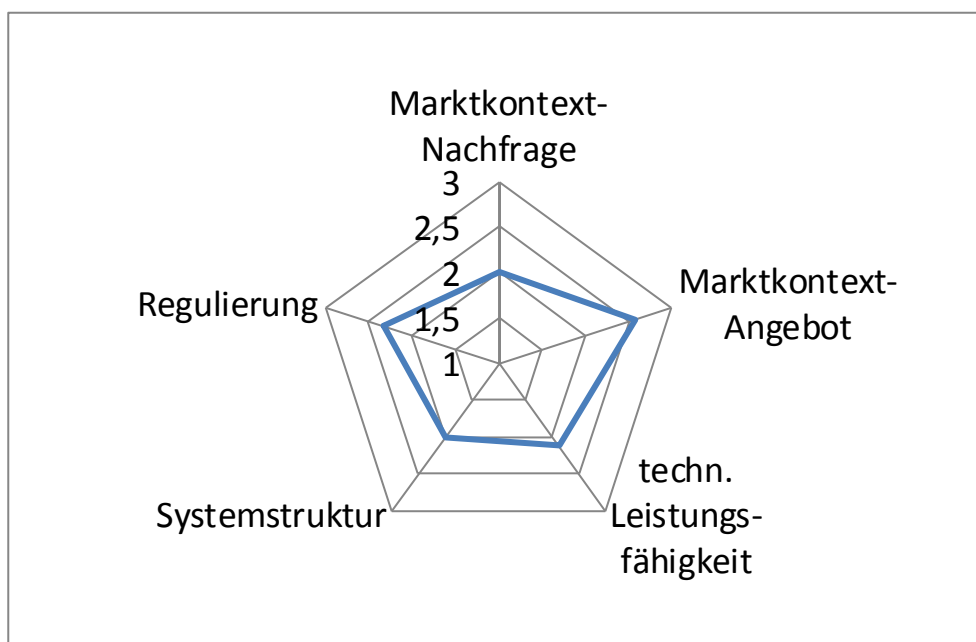 Marktkontext-
Nachfrage
3
2,5
2
1,5
1
Marktkontext-
Angebot
techn.
Leistungs-
fähigkeit
Systemstruktur
Regulierung